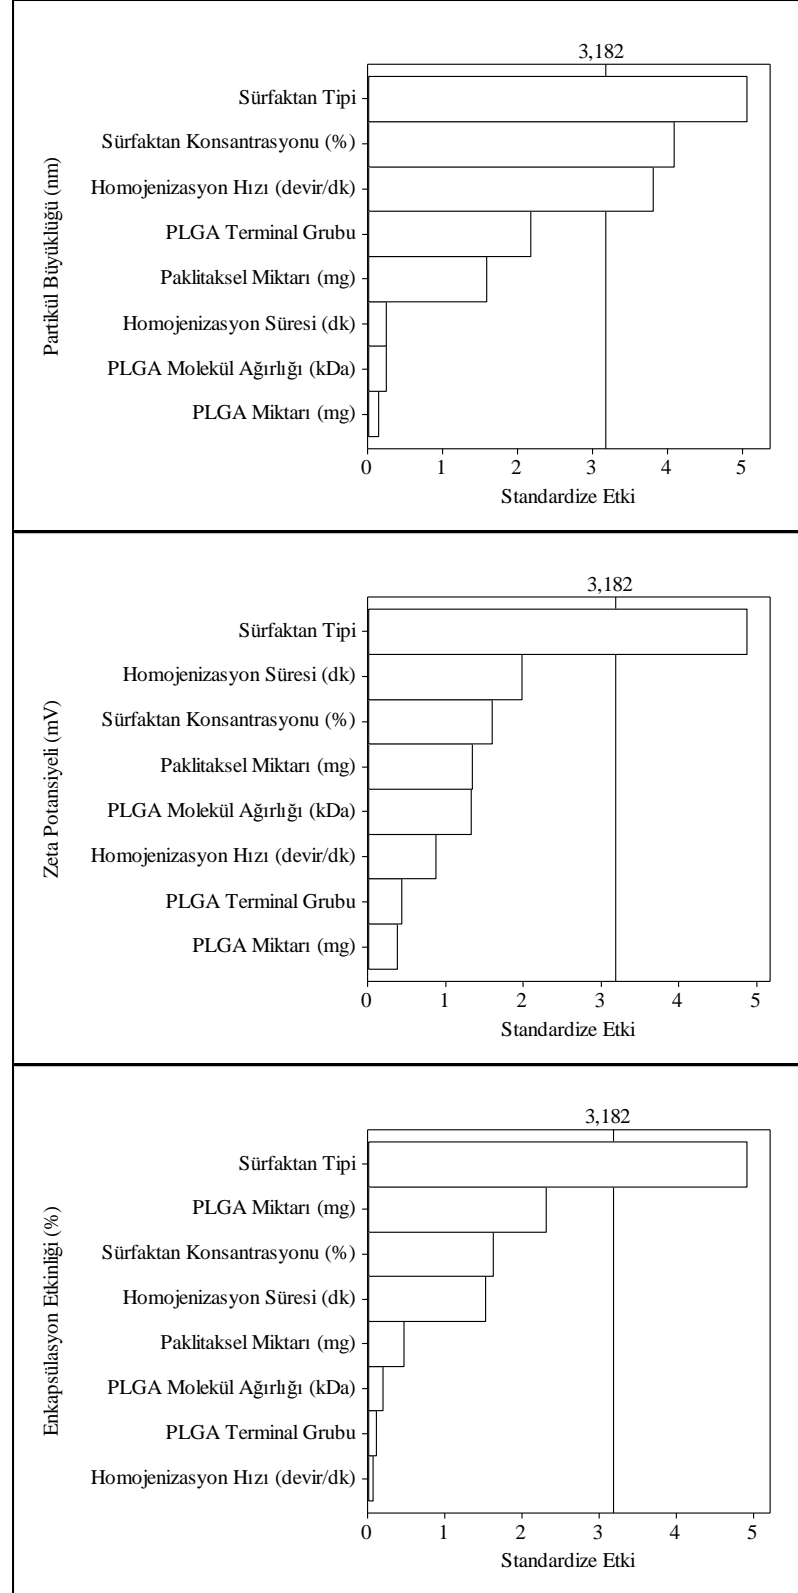 3,182
Partikül Büyüklüğü (nm)
Sürfaktan Tipi
Sürfaktan Konsantrasyonu (%)
Homojenizasyon Hızı (devir/dk)
PLGA Terminal Grubu
Paklitaksel Miktarı (mg)
Homojenizasyon Süresi (dk)
PLGA Molekül Ağırlığı (kDa)
PLGA Miktarı (mg)
0 1 2 3 4 5
Standardize Etki
3,182
Zeta Potansiyeli (mV)
Sürfaktan Tipi
Homojenizasyon Süresi (dk)
Sürfaktan Konsantrasyonu (%)
Paklitaksel Miktarı (mg)
PLGA Molekül Ağırlığı (kDa)
Homojenizasyon Hızı (devir/dk)
PLGA Terminal Grubu
PLGA Miktarı (mg)
0 1 2 3 4 5
Standardize Etki
3,182
Enkapsülasyon Etkinliği (%)
Sürfaktan Tipi
PLGA Miktarı (mg)
Sürfaktan Konsantrasyonu (%)
Homojenizasyon Süresi (dk)
Paklitaksel Miktarı (mg)
PLGA Molekül Ağırlığı (kDa)
PLGA Terminal Grubu
Homojenizasyon Hızı (devir/dk)
0 1 2 3 4 5
Standardize Etki